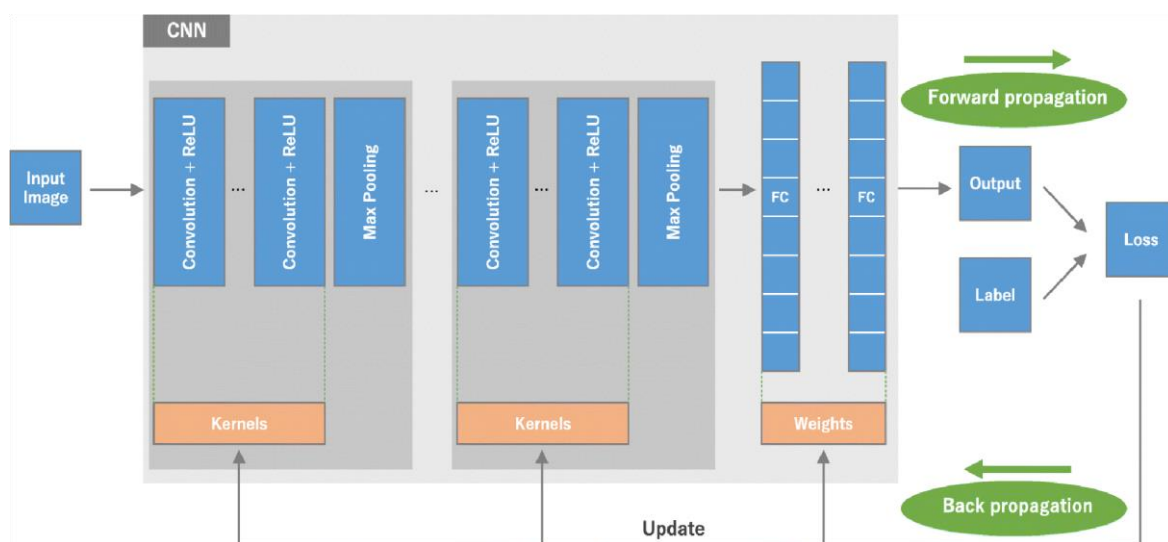 CNN
Forward propagation
Input
Image
Convolution + ReLU
...
Convolution + ReLU
Max Pooling
...
Convolution + ReLU
...
Convolution + ReLU
Max Pooling
FC
...
FC
Output
Label
Loss
Kernels
Kernels
Weights
Back propagation
Update